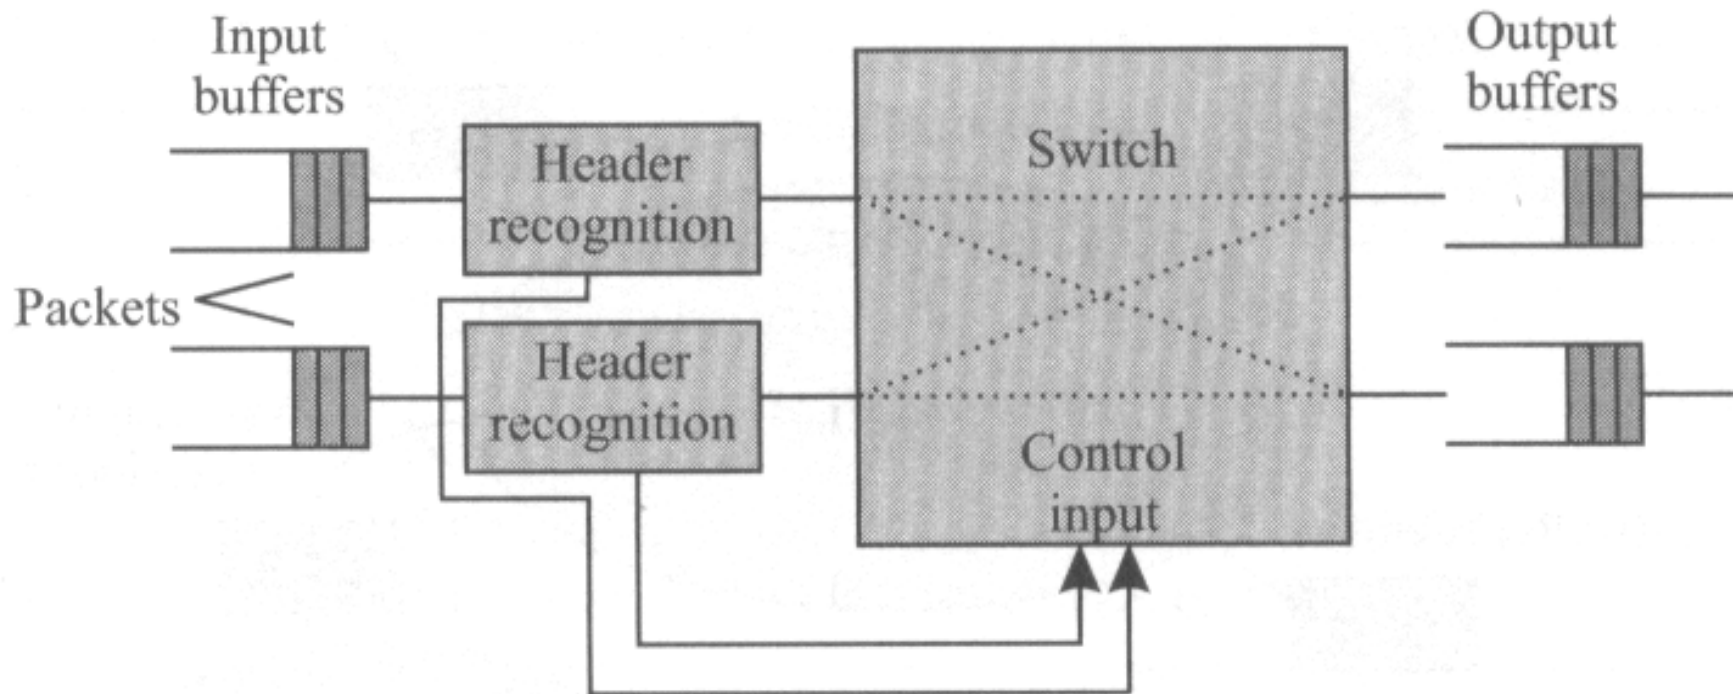 Input
buffers
Output
buffers
Header
recognition
Switch
Packets
Header
recognition
Control
input